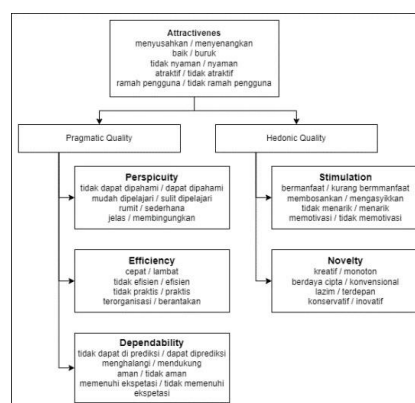 Attractivenes
menyusahkan / menyenangkan
baik / buruk
tidak nyaman / nyaman
atraktif / tidak atraktif
ramah pengguna / tidak ramah pengguna
Pragmatic Quality
Hedonic Quality
Perspicuity
tidak dapat dipahami / dapat dipahami
mudah dipelajari / sulit dipelajari
rumit / sederhana
jelas / membingungkan
Stimulation
bermanfaat / kurang bermmanfaat
membosankan / mengasyikkan
tidak menarik / menarik
memotivasi / tidak memotivasi
Efficiency
cepat / lambat
tidak efisien / efisien
tidak praktis / praktis
terorganisasi / berantakan
Novelty
kreatif / monoton
berdaya cipta / konvensional
lazim / terdepan
konservatif / inovatif
Dependability
tidak dapat di prediksi / dapat diprediksi
menghalangi / mendukung
aman / tidak aman
memenuhi ekspetasi / tidak memenuhi
ekspetasi